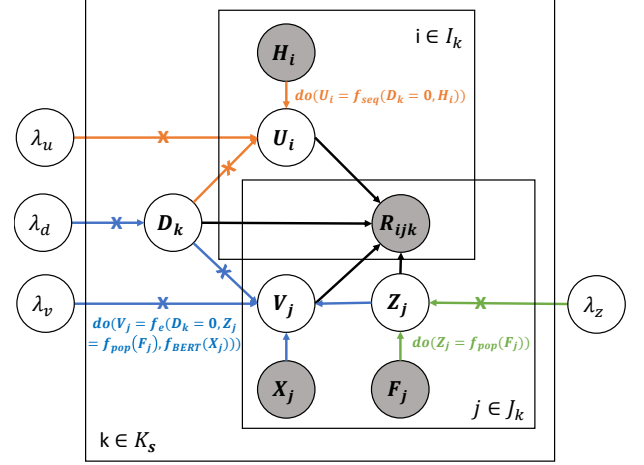 i ∈ I_k
H_i
do(U_i = f_seq(D_k = 0, H_i))
λ_u
x
U_i
x
λ_d
x
D_k
R_ijk
x
λ_v
x
V_j
Z_j
x
λ_z
do(V_j = f_e(D_k = 0, Z_j
= f_pop(F_j), f_BERT(X_j)))
do(Z_j = f_pop(F_j))
X_j
F_j
j ∈ J_k
k ∈ K_s